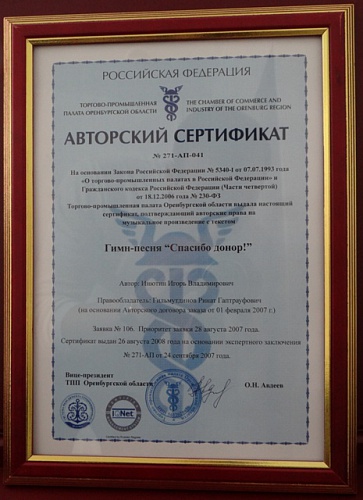 РОССИЙСКАЯ ФЕДЕРАЦИЯ
ТОРГОВО-ПРОМЫШЛЕННАЯ
ПАЛАТА ОРЕНБУРГСКОЙ ОБЛАСТИ
THE CHAMBER OF COMMERCE AND
INDUSTRY OF THE ORENBURG REGION
АВТОРСКИЙ СЕРТИФИКАТ
№ 271-АП-041
На основании Закона Российской Федерации № 5340-I от 07.07.1993 года
«О торгово-промышленных палатах в Российской Федерации» и
Гражданского кодекса Российской Федерации (Части четвертой)
от 18.12.2006 года № 230-ФЗ
Торгово-промышленная палата Оренбургской области выдала настоящий
сертификат, подтверждающий авторские права на
музыкальное произведение с текстом
Гимн-песня “Спасибо донор!”
Автор: Игорь Владимирович
Правообладатель: Гильмутдинов Ринат
(на основании Авторского договора заказа от 01 февраля 2007 г.)
Заявка № 106. Приоритет заявки 28 августа 2007 года.
Сертификат выдан 26 августа 2008 года на основании экспертного заключения
№ 271-АП от 24 сентября 2007 года.
Вице-президент
ТПП Оренбургской области
О.Н. Авдеев
IQNet